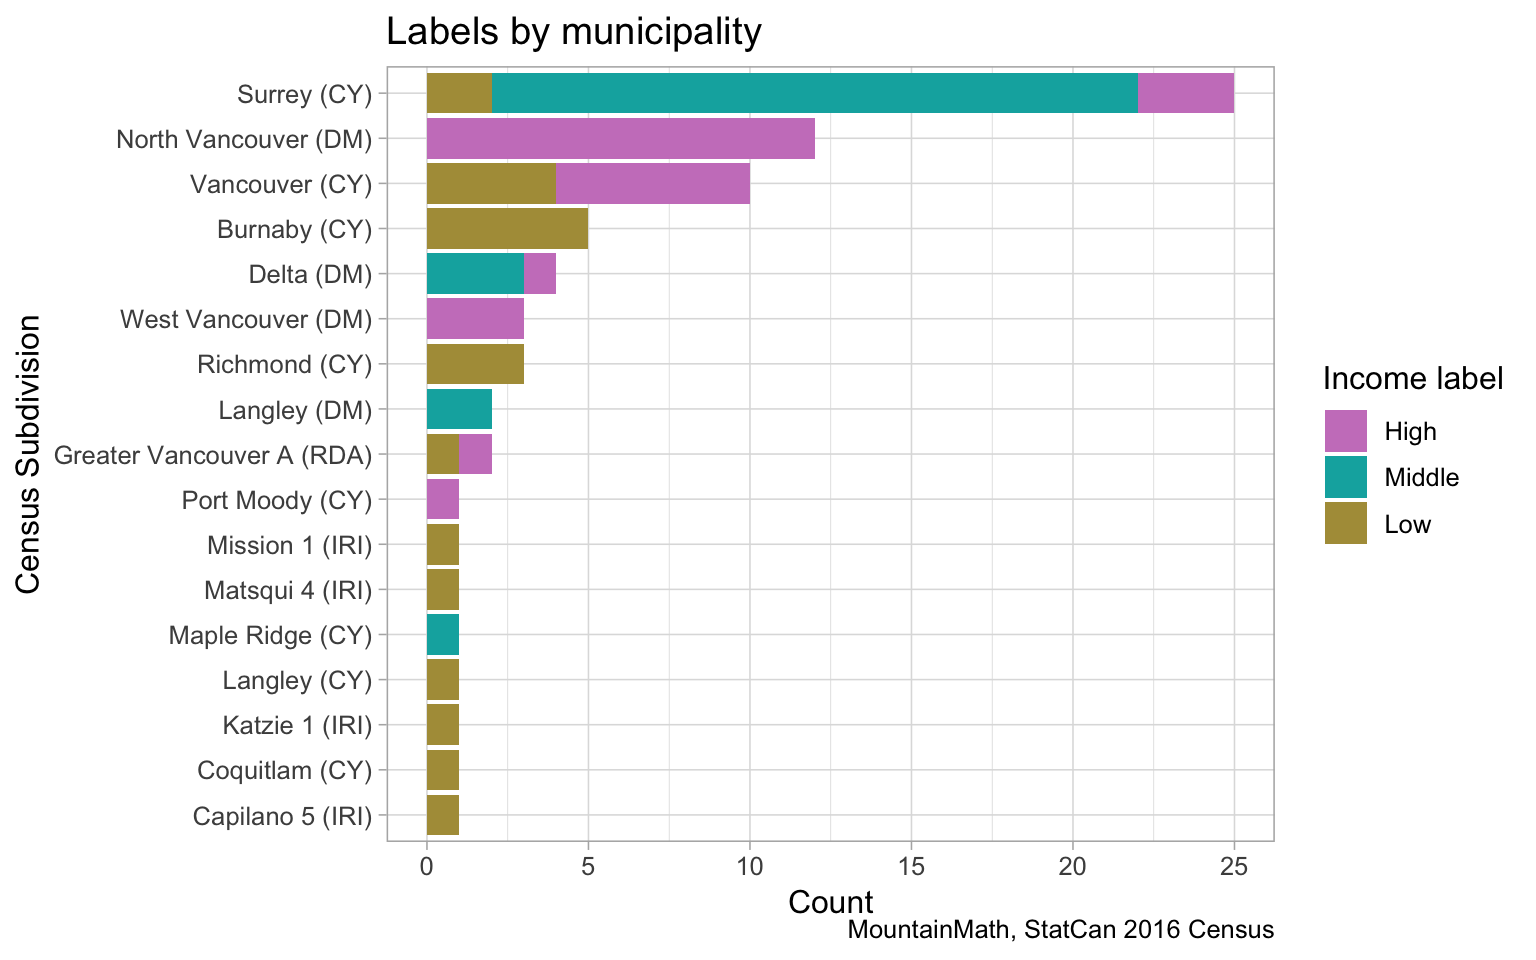 Labels by municipality
Surrey (CY)
North Vancouver (DM)
Vancouver (CY)
Burnaby (CY)
Delta (DM)
West Vancouver (DM)
Richmond (CY)
Langley (DM)
Greater Vancouver A (RDA)
Port Moody (CY)
Mission 1 (IRI)
Matsqui 4 (IRI)
Maple Ridge (CY)
Langley (CY)
Katzie 1 (IRI)
Coquitlam (CY)
Capilano 5 (IRI)
Census Subdivision
0 5 10 15 20 25
Count
Income label
High
Middle
Low
MountainMath, StatCan 2016 Census